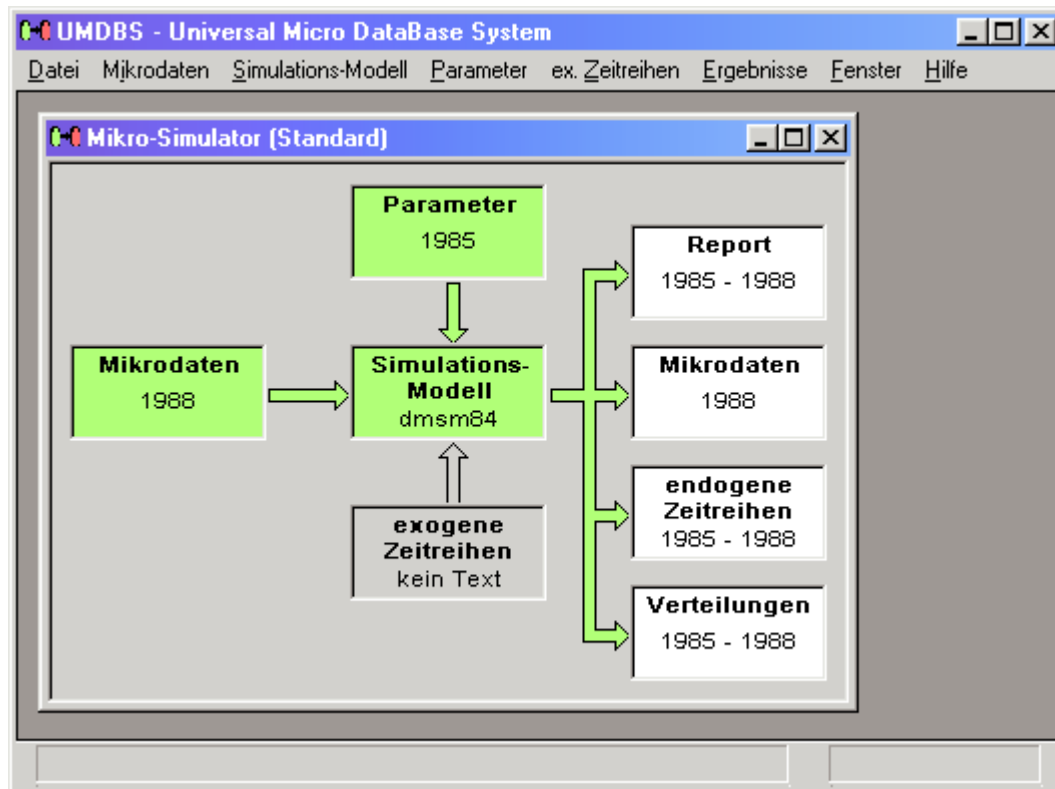 UMDBS - Universal Micro DataBase System
Datei Mikrodaten Simulations-Modell Parameter ex. Zeitreihen Ergebnisse Fenster Hilfe
Mikro-Simulator (Standard)
Parameter
1985
Report
1985 - 1988
Mikrodaten
1988
Simulations-
Modell
dmsm84
Mikrodaten
1988
exogene
Zeitreihen
kein Text
endogene
Zeitreihen
1985 - 1988
Verteilungen
1985 - 1988